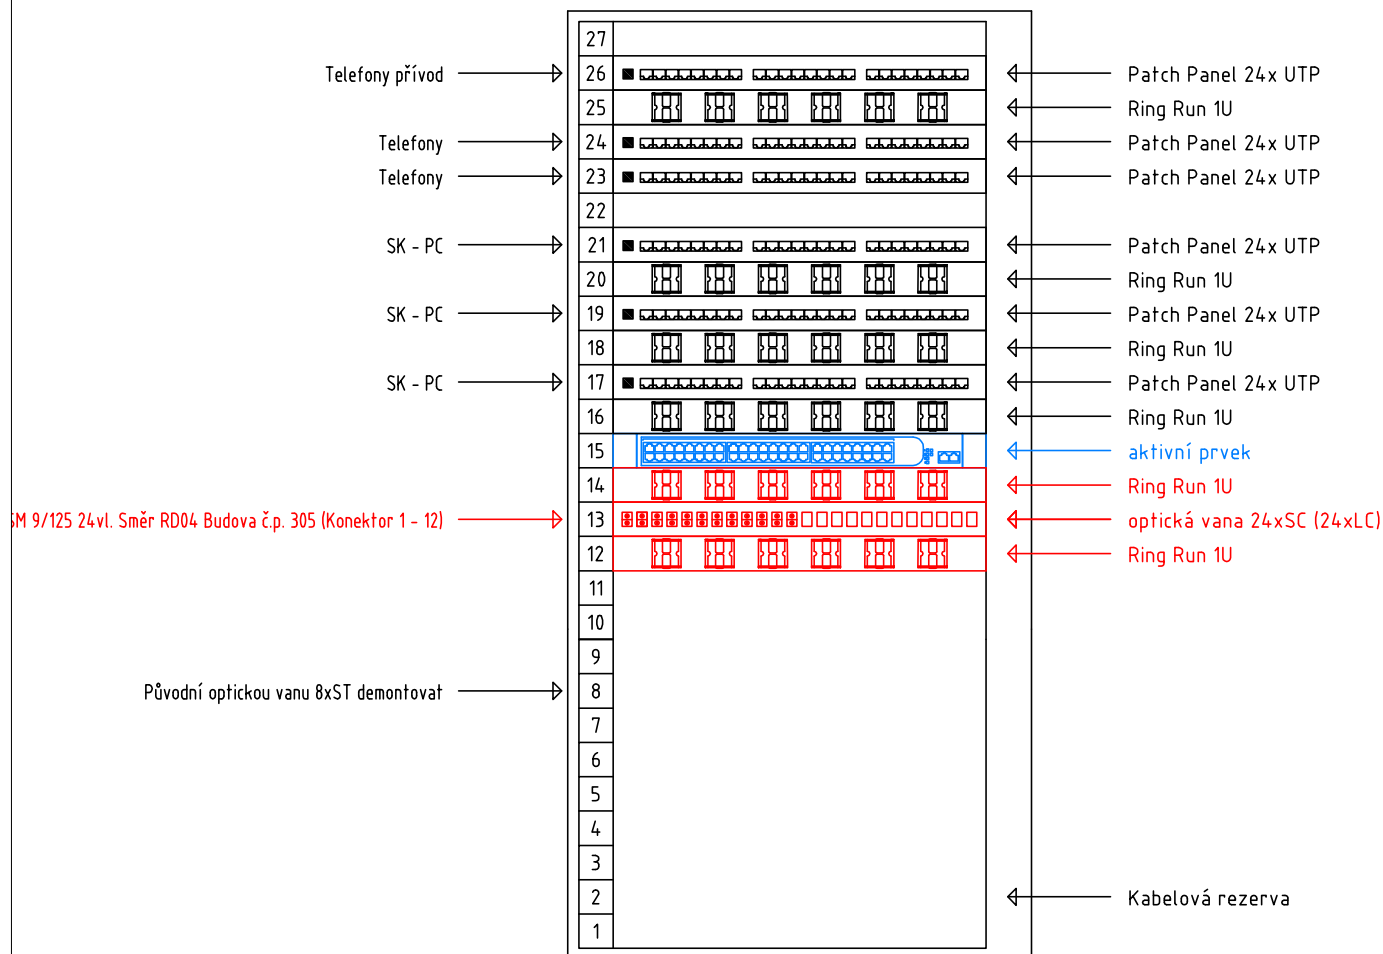 27
Telefony přívod 26 Patch Panel 24x UTP
25 Ring Run 1U
Telefony 24 Patch Panel 24x UTP
Telefony 23 Patch Panel 24x UTP
22
SK - PC 21 Patch Panel 24x UTP
20 Ring Run 1U
SK - PC 19 Patch Panel 24x UTP
18 Ring Run 1U
SK - PC 17 Patch Panel 24x UTP
16 Ring Run 1U
15 aktivní prvek
14 Ring Run 1U
9/125 24vl. Směr RD04 Budova č.p. 305 (Konektor 1 - 12) 13 optická vana 24xSC (24xLC)
12 Ring Run 1U
11
10
9
Původní optickou vanu 8xST demontovat 8
7
6
5
4
3
2 Kabelová rezerva
1